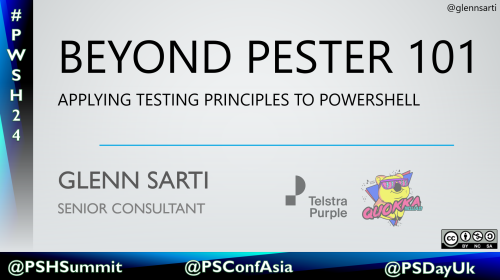 @glennsarti
#PWSH24
BEYOND PESTER 101
APPLYING TESTING PRINCIPLES TO POWERSHELL
GLENN SARTI
SENIOR CONSULTANT
Telstra
Purple
QUOKKA
CC
BY NC SA
@PSHSummit @PSConfAsia @PSDayUk